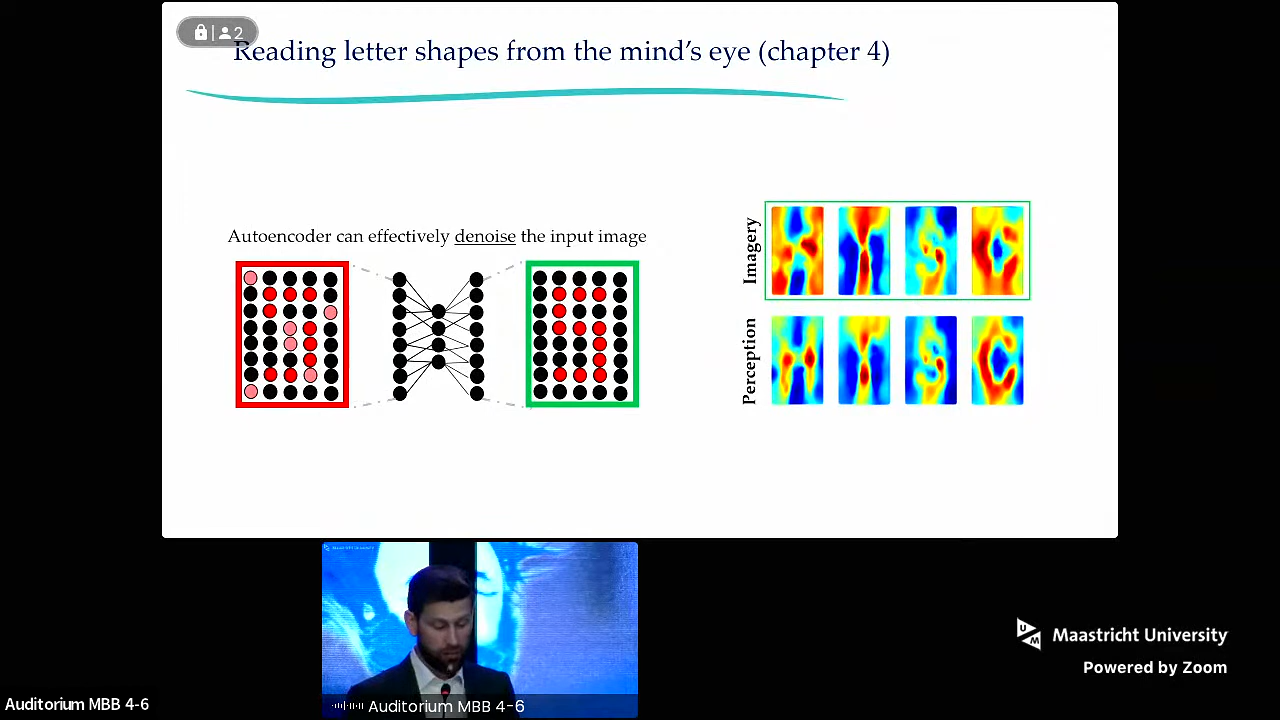 2
Reading letter shapes from the mind's eye (chapter 4)
Autoencoder can effectively denoise the input image
Imagery
Perception
Maastricht University
Powered by Zoom
Auditorium MBB 4-6
Auditorium MBB 4-6